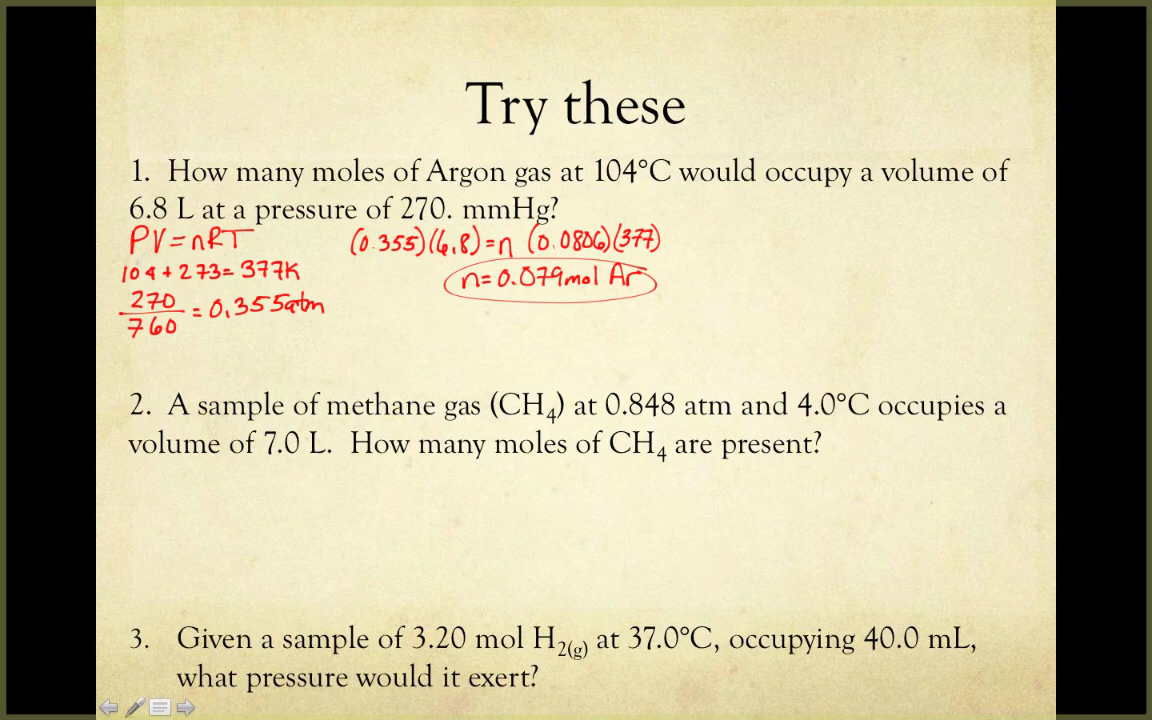 Try these
1. How many moles of Argon gas at 104°C would occupy a volume of
6.8 L at a pressure of 270. mmHg?
PV = nRT
(0.355)(6.8) = n (0.0806)(377)
104 + 273 = 377K
n = 0.079 mol Ar
270/760 = 0.355 atm
2. A sample of methane gas (CH₄) at 0.848 atm and 4.0°C occupies a
volume of 7.0 L. How many moles of CH₄ are present?
3. Given a sample of 3.20 mol H₂₍g₎ at 37.0°C, occupying 40.0 mL,
what pressure would it exert?